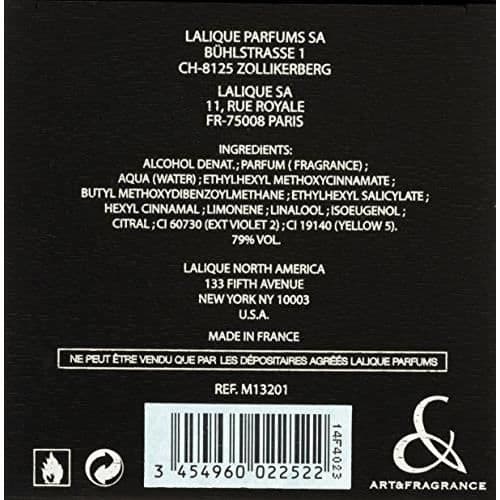 LALIQUE PARFUMS SA
BÜHLSTRASSE 1
CH-8125 ZOLLIKERBERG
LALIQUE SA
11, RUE ROYALE
FR-75008 PARIS
INGREDIENTS:
ALCOHOL DENAT.; PARFUM ( FRAGRANCE) ;
AQUA (WATER) ; ETHYLHEXYL METHOXYCINNAMATE ;
BUTYL METHOXYDIBENZOYLMETHANE ; ETHYLHEXYL SALICYLATE ;
HEXYL CINNAMAL ; LIMONENE ; LINALOOL ; ISOEUGENOL ;
CITRAL ; CI 60730 (EXT VIOLET 2) ; CI 19140 (YELLOW 5).
79% VOL.
LALIQUE NORTH AMERICA
133 FIFTH AVENUE
NEW YORK NY 10003
U.S.A.
MADE IN FRANCE
NE PEUT ÊTRE VENDU QUE PAR LES DÉPOSITAIRES AGRÉÉS LALIQUE PARFUMS
REF. M13201
14F4023
3 454960 022522
&
ART&FRAGRANCE